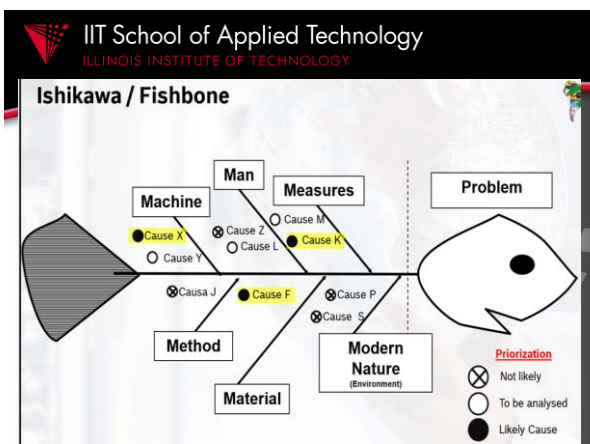 IIT School of Applied Technology
ILLINOIS INSTITUTE OF TECHNOLOGY
Ishikawa / Fishbone
Man
Machine
Measures
Problem
Cause X
Cause Y
Cause Z
Cause L
Cause M
Cause K
Causa J
Cause F
Cause P
Cause S
Method
Material
Modern
Nature
(Environment)
Priorization
Not likely
To be analysed
Likely Cause